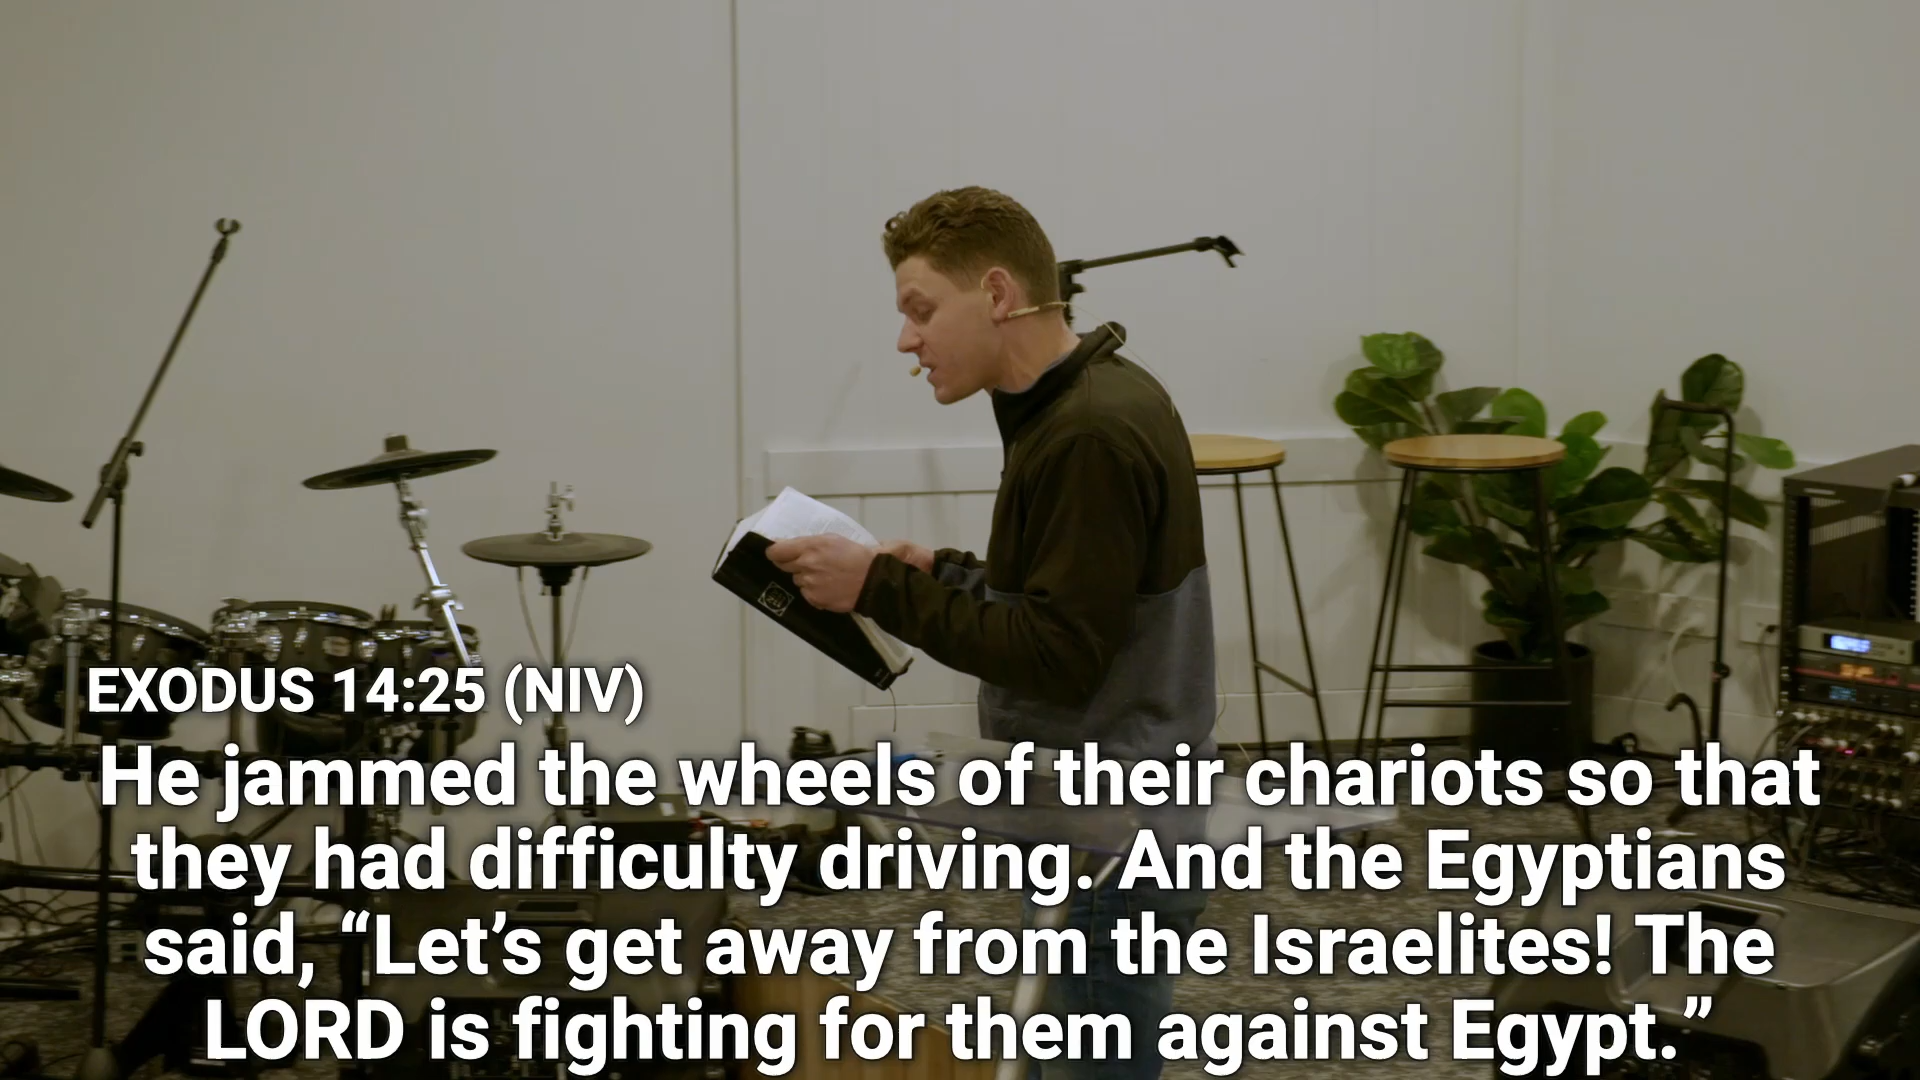 EXODUS 14:25 (NIV)
He jammed the wheels of their chariots so that
they had difficulty driving. And the Egyptians
said, “Let’s get away from the Israelites! The
LORD is fighting for them against Egypt.”